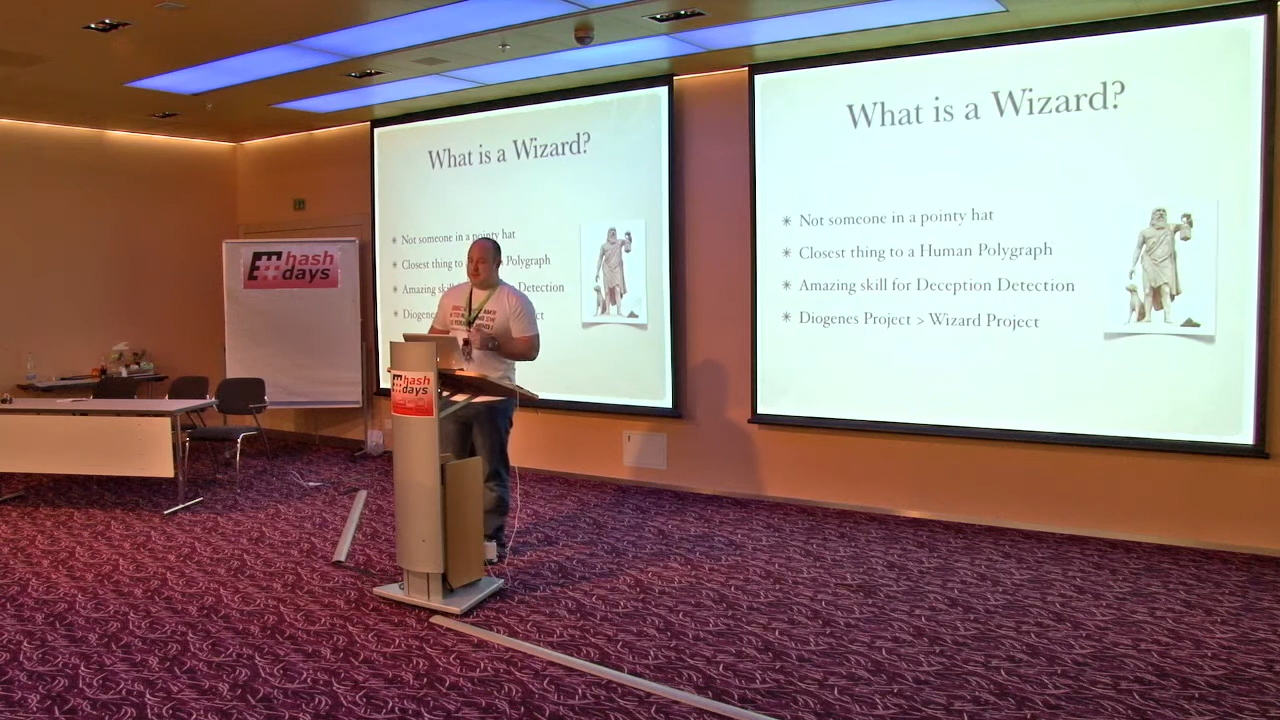 What is a Wizard?
Not someone in a pointy hat
Closest thing to a Polygraph
Amazing Detection
What is a Wizard?
✳ Not someone in a pointy hat
✳ Closest thing to a Human Polygraph
✳ Amazing skill for Deception Detection
✳ Diogenes Project > Wizard Project
hash
days
hash
days